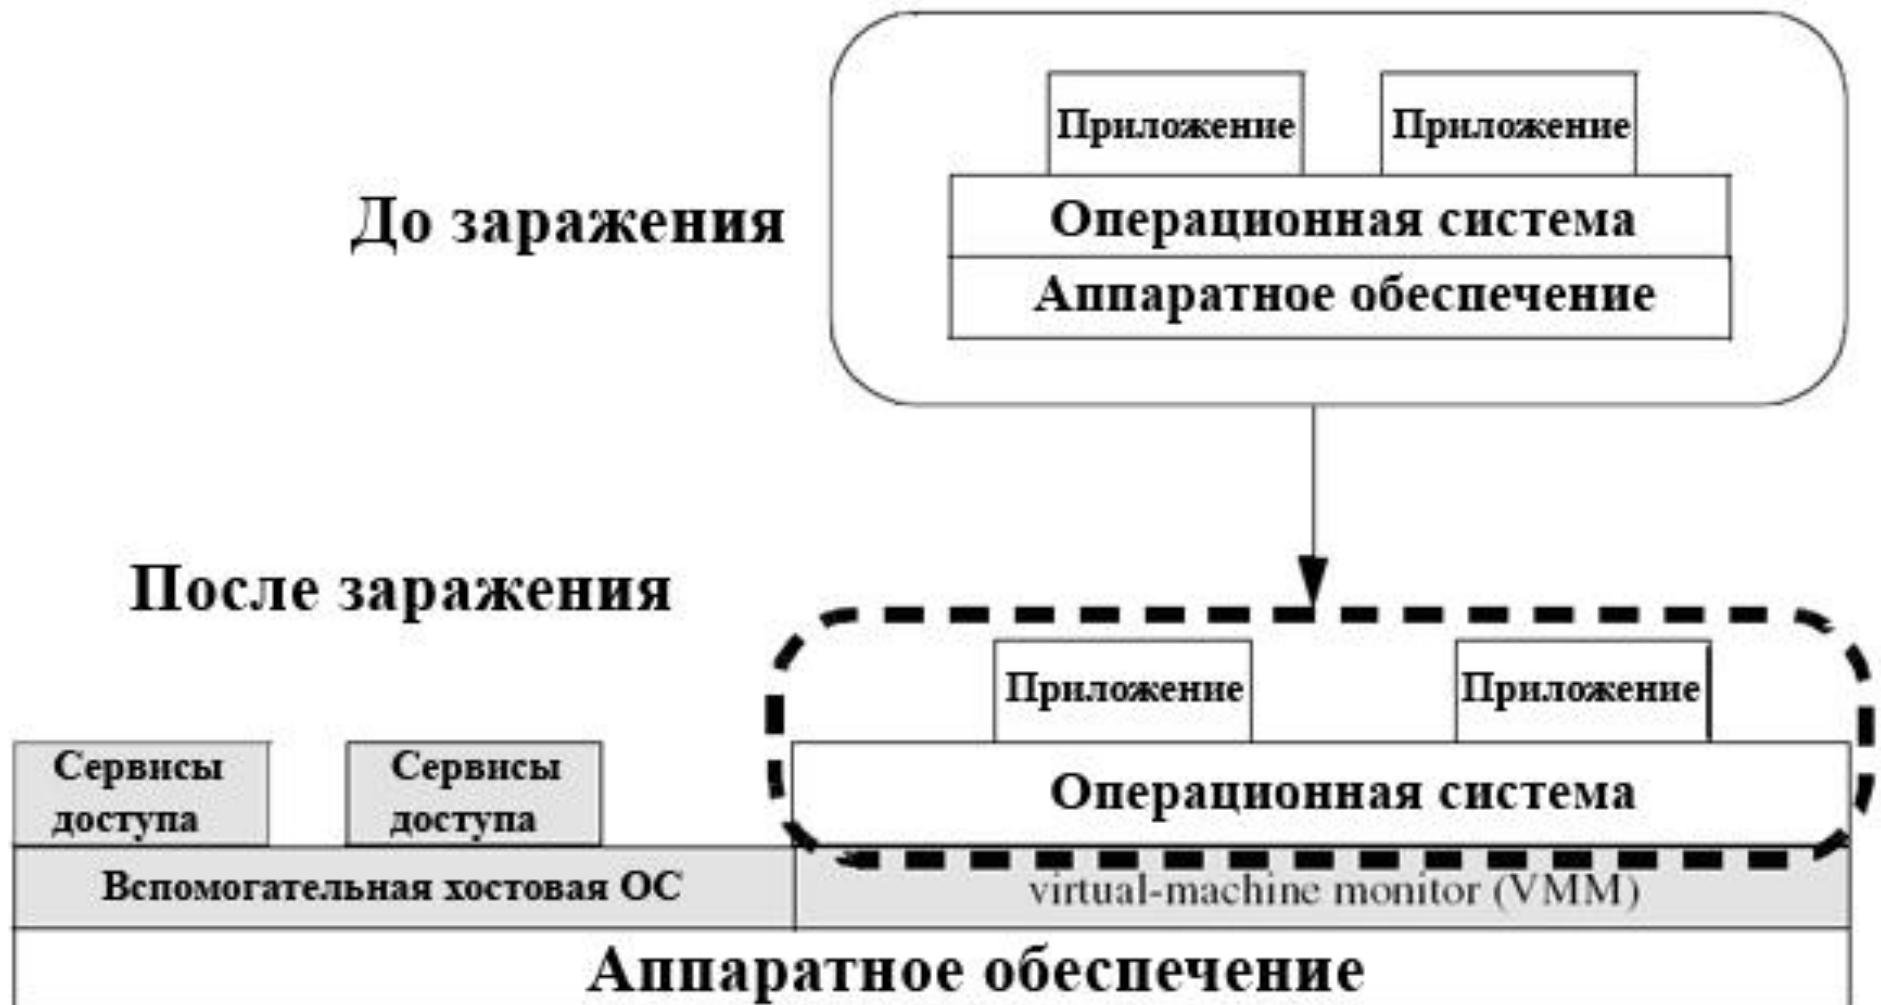 Приложение
Приложение
До заражения
Операционная система
Аппаратное обеспечение
После заражения
Приложение
Приложение
Сервисы
доступа
Сервисы
доступа
Операционная система
Вспомогательная хостовая ОС
virtual-machine monitor (VMM)
Аппаратное обеспечение